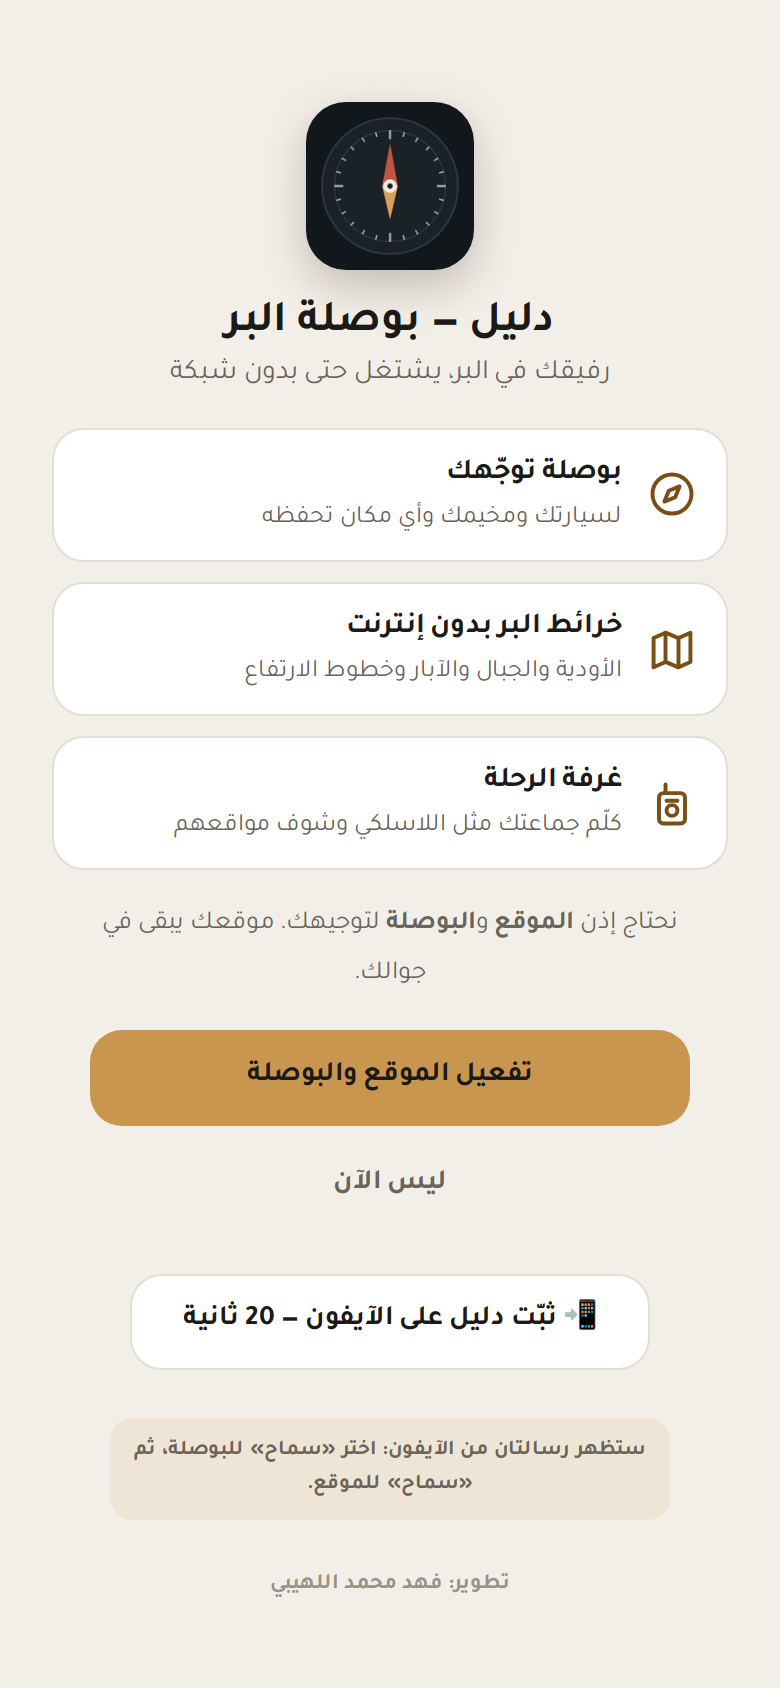 دليل – بوصلة البر
رفيقك في البر، يشتغل حتى بدون شبكة
بوصلة توجّهك
لسيارتك ومخيمك وأي مكان تحفظه
خرائط البر بدون إنترنت
الأودية والجبال والآبار وخطوط الارتفاع
غرفة الرحلة
كلّم جماعتك مثل اللاسلكي وشوف مواقعهم
نحتاج إذن الموقع والبوصلة لتوجيهك. موقعك يبقى في
جوالك.
تفعيل الموقع والبوصلة
ليس الآن
ثبّت دليل على الآيفون – 20 ثانية
ستظهر رسالتان من الآيفون: اختر «سماح» للبوصلة، ثم
«سماح» للموقع.
تطوير: فهد محمد اللهيبي